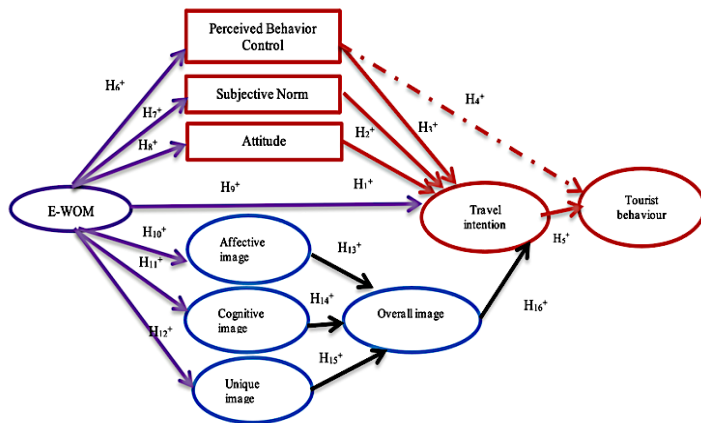 Perceived Behavior
Control
H6+
H4+
Subjective Norm
H7+
H2+
H3+
H8+
Attitude
H9+
H1+
E-WOM
Travel
intention
Tourist
behaviour
H10+
Affective
image
H13+
H5+
H11+
Cognitive
image
H14+
Overall image
H16+
H12+
H15+
Unique
image